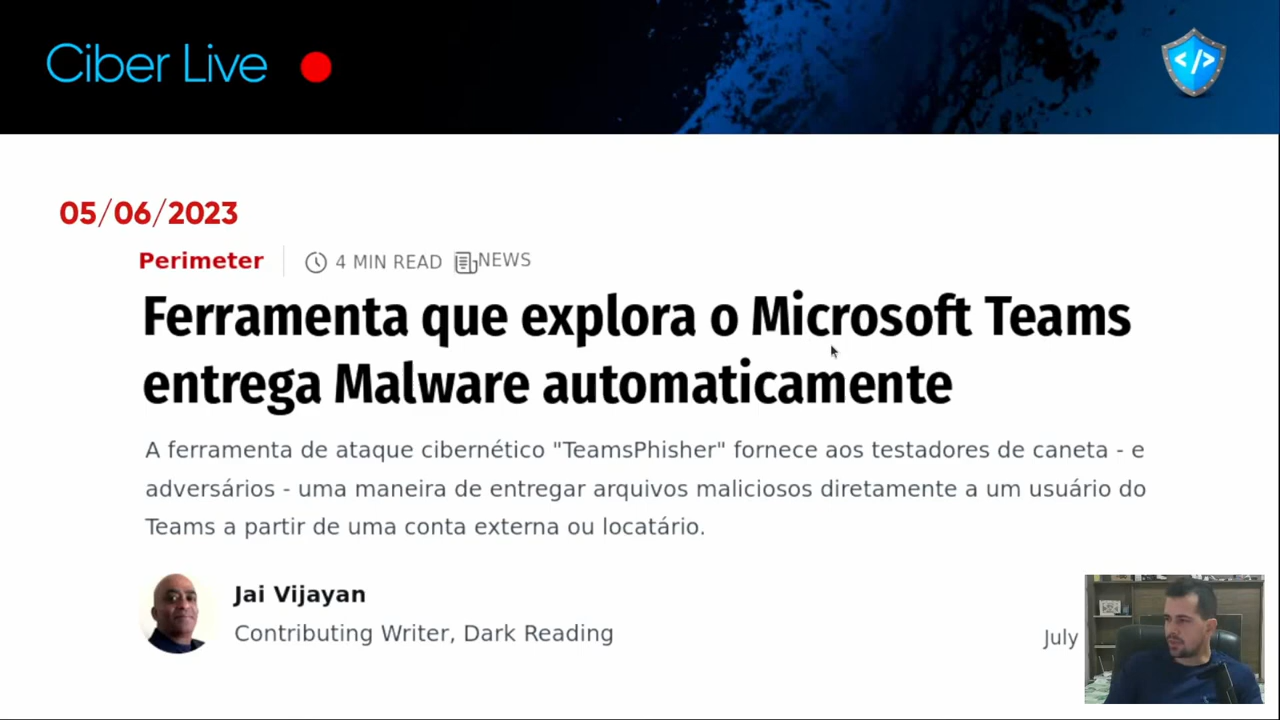 Ciber Live
</>
05/06/2023
Perimeter 4 MIN READ NEWS
Ferramenta que explora o Microsoft Teams
entrega Malware automaticamente
A ferramenta de ataque cibernético "TeamsPhisher" fornece aos testadores de caneta - e
adversários - uma maneira de entregar arquivos maliciosos diretamente a um usuário do
Teams a partir de uma conta externa ou locatário.
Jai Vijayan
Contributing Writer, Dark Reading
July